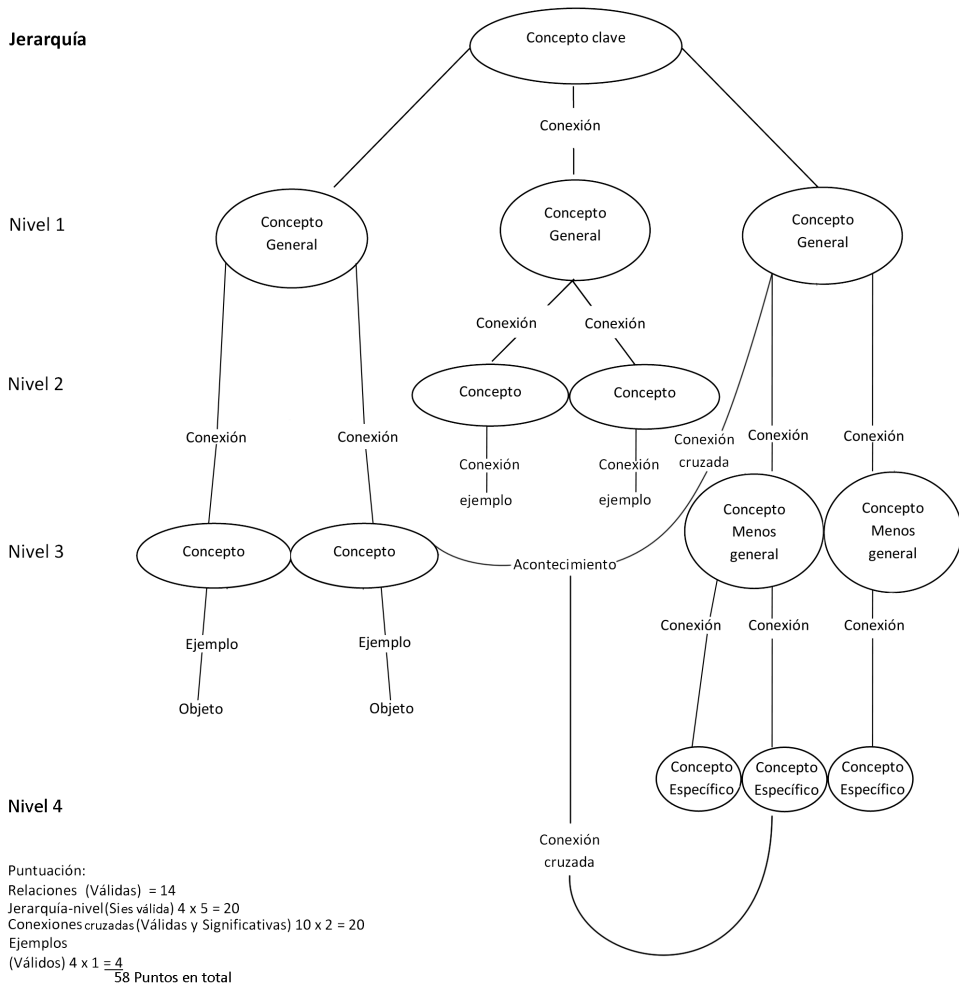 Jerarquía
Concepto clave
Conexión
Nivel 1
Concepto
General
Concepto
General
Concepto
General
Conexión
Conexión
Nivel 2
Concepto
Concepto
Conexión
Conexión
Conexión
cruzada
Conexión
Conexión
Conexión
Conexión
ejemplo
ejemplo
Concepto
Menos
general
Concepto
Menos
general
Nivel 3
Concepto
Concepto
Acontecimiento
Ejemplo
Ejemplo
Conexión
Conexión
Conexión
Objeto
Objeto
Concepto
Específico
Concepto
Específico
Concepto
Específico
Nivel 4
Conexión
cruzada
Puntuación:
Relaciones (Válidas) = 14
Jerarquía-nivel(Si es válida) 4 x 5 = 20
Conexiones cruzadas (Válidas y Significativas) 10 x 2 = 20
Ejemplos
(Válidos) 4 x 1 = 4
58 Puntos en total